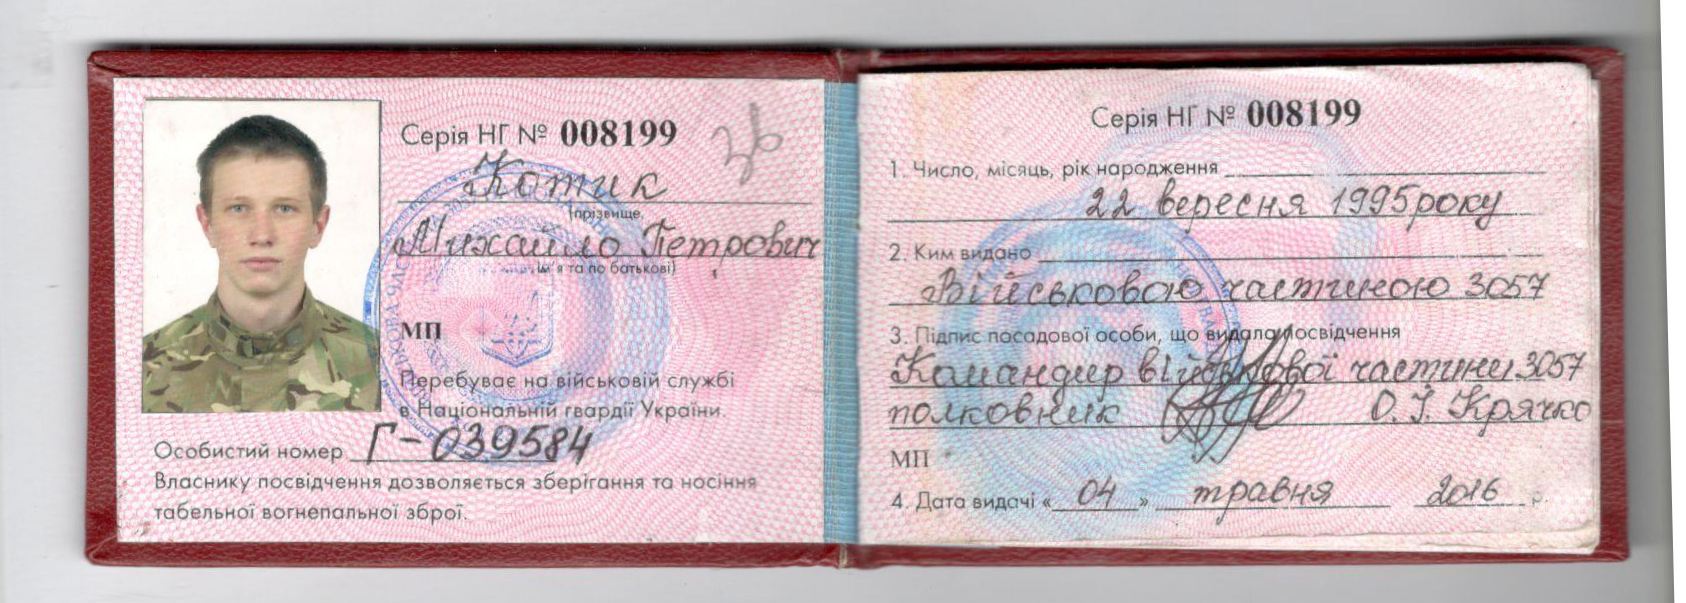 Серія НГ № 008199
36
Котик
(прізвище,
Михайло Петрович
ім'я та по батькові)
МП
Перебуває на військовій службі
в Національній гвардії України.
Особистий номер Г-039584
Власнику посвідчення дозволяється зберігання та носіння
табельної вогнепальної зброї.
Серія НГ № 008199
1. Число, місяць, рік народження
22 вересня 1995 року
2. Ким видано
Військовою частиною 3057
3. Підпис посадової особи, що видала посвідчення
Командир військової частини 3057
полковник О.І. Крячко
МП
4. Дата видачі « 04 » травня 2016 р.